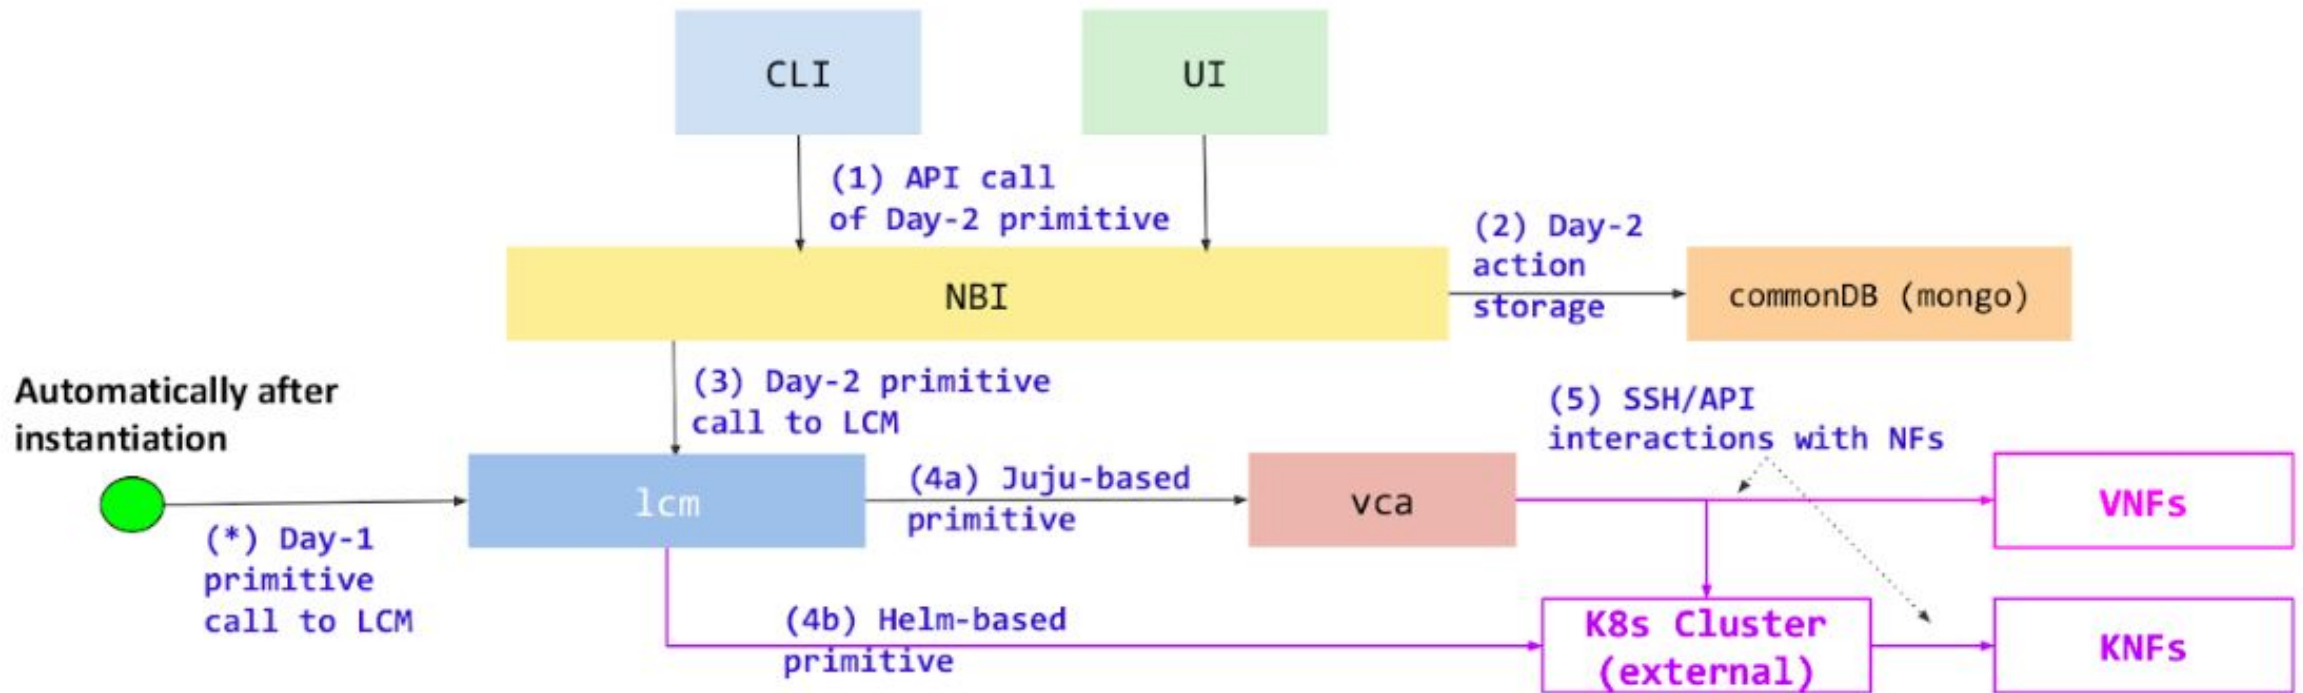 CLI
UI
(1) API call
of Day-2 primitive
(2) Day-2
action
storage
NBI
commonDB (mongo)
Automatically after
instantiation
(3) Day-2 primitive
call to LCM
(5) SSH/API
interactions with NFs
(*) Day-1
primitive
call to LCM
lcm
(4a) Juju-based
primitive
vca
VNFs
(4b) Helm-based
primitive
K8s Cluster
(external)
KNFs